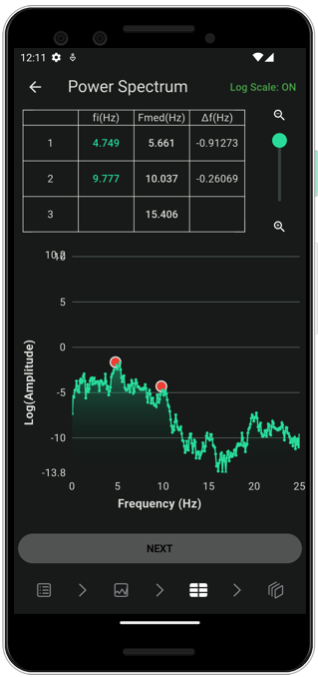 12:11
Power Spectrum
Log Scale: ON
fi(Hz) Fmed(Hz) Δf(Hz)
1 4.749 5.661 -0.91273
2 9.777 10.037 -0.26069
3 15.406
10
5
0
-5
-10
-13.8
Log(Amplitude)
0 5 10 15 20 25
Frequency (Hz)
NEXT